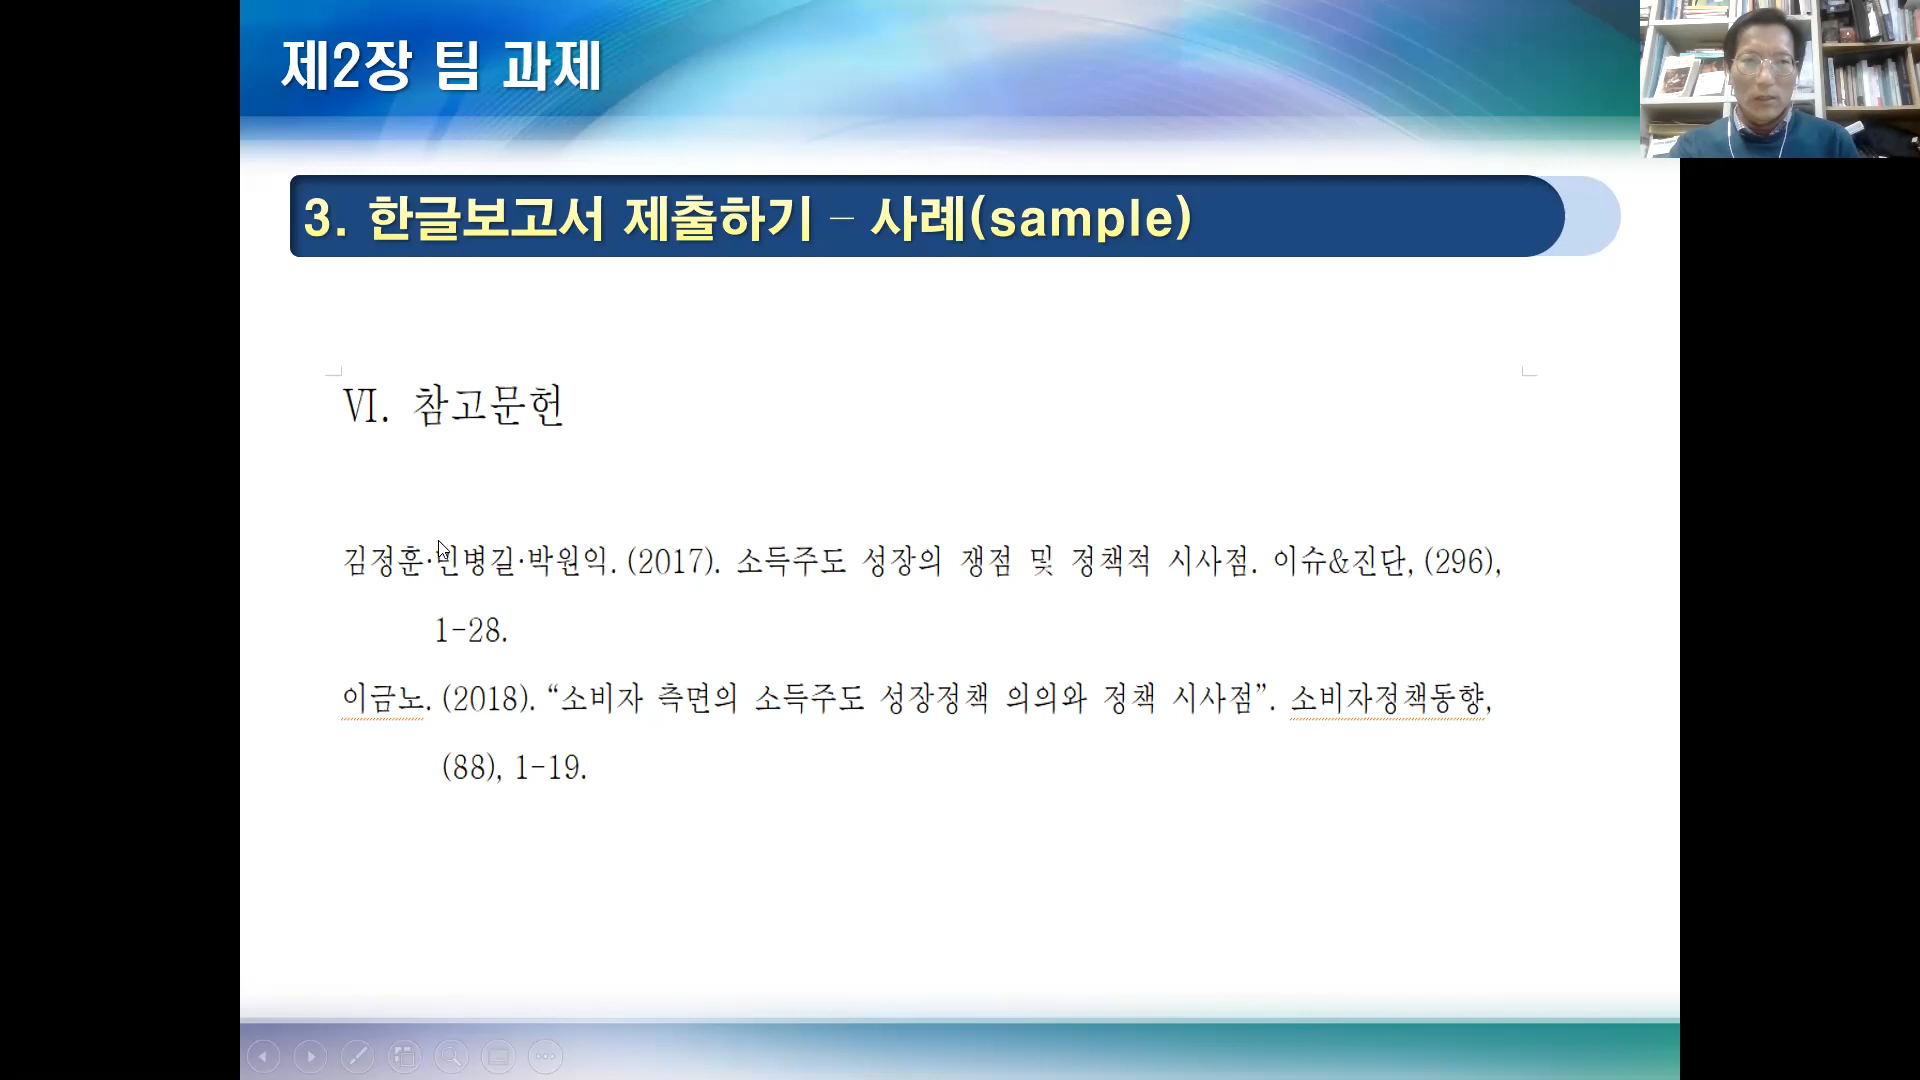 제2장 팀 과제
3. 한글보고서 제출하기 – 사례(sample)
Ⅵ. 참고문헌
김정훈·민병길·박원익. (2017). 소득주도 성장의 쟁점 및 정책적 시사점. 이슈&진단, (296),
1-28.
이금노. (2018). “소비자 측면의 소득주도 성장정책 의의와 정책 시사점”. 소비자정책동향,
(88), 1-19.